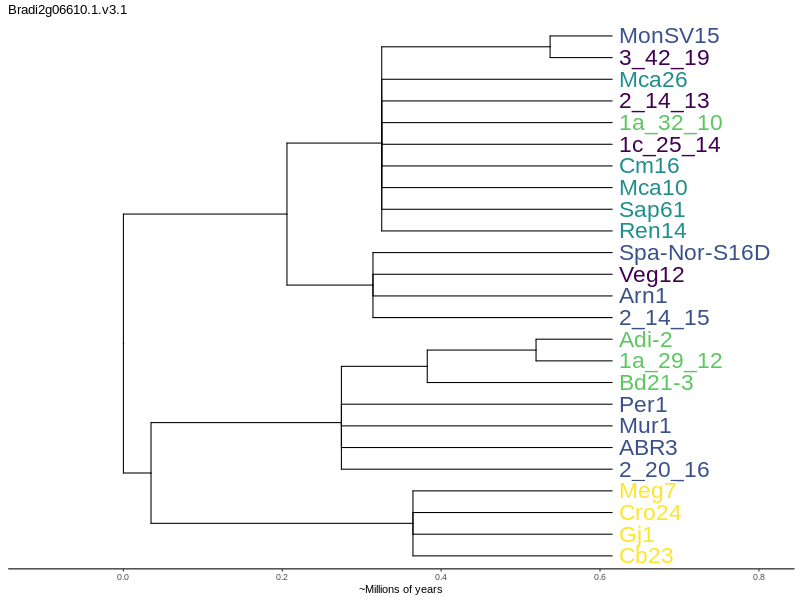 Bradi2g06610.1.v3.1
MonSV15
3_42_19
Mca26
2_14_13
1a_32_10
1c_25_14
Cm16
Mca10
Sap61
Ren14
Spa-Nor-S16D
Veg12
Arn1
2_14_15
Adi-2
1a_29_12
Bd21-3
Per1
Mur1
ABR3
2_20_16
Meg7
Cro24
Gj1
Cb23
0.0 0.2 0.4 0.6 0.8
~Millions of years